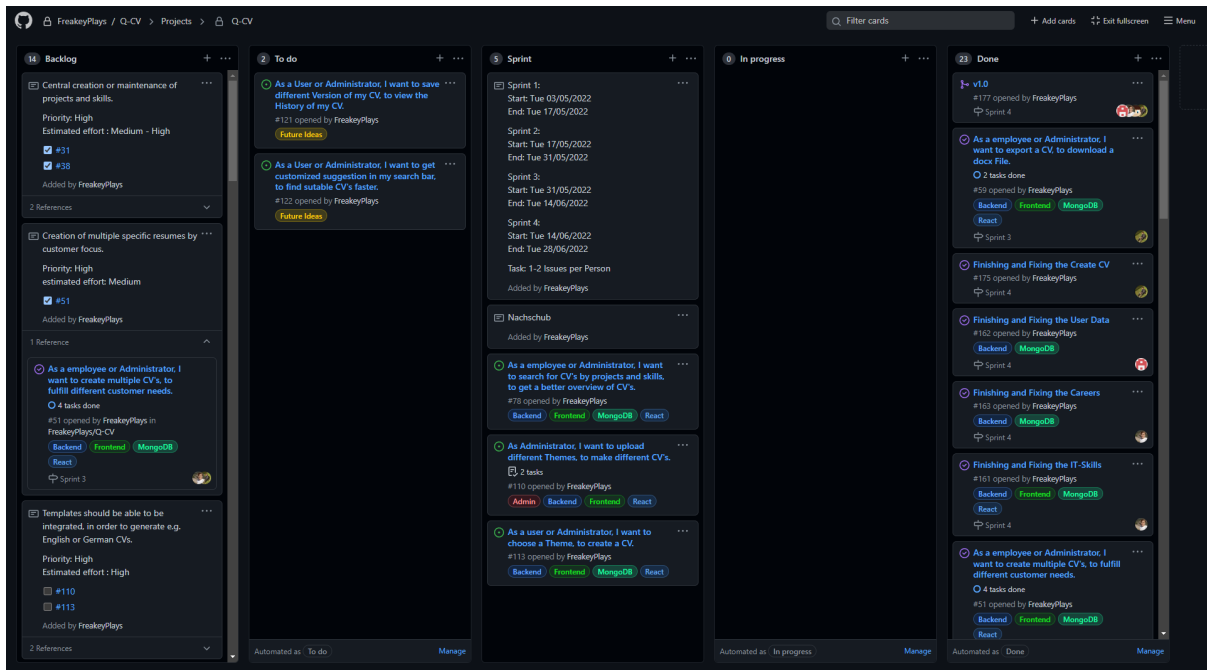 FreakeyPlays / Q-CV > Projects > Q-CV
Filter cards
+ Add cards
Exit fullscreen
Menu
14 Backlog
Central creation or maintenance of
projects and skills.
Priority: High
Estimated effort : Medium - High
#31
#38
Added by FreakeyPlays
2 References
Creation of multiple specific resumes by
customer focus.
Priority: High
estimated effort: Medium
#51
Added by FreakeyPlays
1 Reference
As a employee or Administrator, I
want to create multiple CV's, to
fulfill different customer needs.
4 tasks done
#51 opened by FreakeyPlays in
FreakeyPlays/Q-CV
Backend Frontend MongoDB
React
Sprint 3
Templates should be able to be
integrated, in order to generate e.g.
English or German CVs.
Priority: High
Estimated effort : High
#110
#113
Added by FreakeyPlays
2 References
2 To do
As a User or Administrator, I want to save
different Version of my CV, to view the
History of my CV.
#121 opened by FreakeyPlays
Future Ideas
As a User or Administrator, I want to get
customized suggestion in my search bar,
to find sutable CV's faster.
#122 opened by FreakeyPlays
Future Ideas
Automated as To do
Manage
5 Sprint
Sprint 1:
Start: Tue 03/05/2022
End: Tue 17/05/2022
Sprint 2:
Start: Tue 17/05/2022
End: Tue 31/05/2022
Sprint 3:
Start: Tue 31/05/2022
End: Tue 14/06/2022
Sprint 4:
Start: Tue 14/06/2022
End: Tue 28/06/2022
Task: 1-2 Issues per Person
Added by FreakeyPlays
Nachschub
Added by FreakeyPlays
As a employee or Administrator, I want
to search for CV's by projects and skills,
to get a better overview of CV's.
#78 opened by FreakeyPlays
Backend Frontend MongoDB React
As Administrator, I want to upload
different Themes, to make different CV's.
2 tasks
#110 opened by FreakeyPlays
Admin Backend Frontend React
As a user or Administrator, I want to
choose a Theme, to create a CV.
#113 opened by FreakeyPlays
Backend Frontend MongoDB React
0 In progress
Automated as In progress
Manage
23 Done
v1.0
#177 opened by FreakeyPlays
Sprint 4
As a employee or Administrator, I
want to export a CV, to download a
docx File.
2 tasks done
#59 opened by FreakeyPlays
Backend Frontend MongoDB
React
Sprint 3
Finishing and Fixing the Create CV
#175 opened by FreakeyPlays
Sprint 4
Finishing and Fixing the User Data
#162 opened by FreakeyPlays
Backend MongoDB
Sprint 4
Finishing and Fixing the Careers
#163 opened by FreakeyPlays
Backend MongoDB
Sprint 4
Finishing and Fixing the IT-Skills
#161 opened by FreakeyPlays
Backend Frontend MongoDB
React
Sprint 4
As a employee or Administrator, I
want to create multiple CV's, to fulfill
different customer needs.
4 tasks done
#51 opened by FreakeyPlays
Backend Frontend MongoDB
React
Automated as Done
Manage